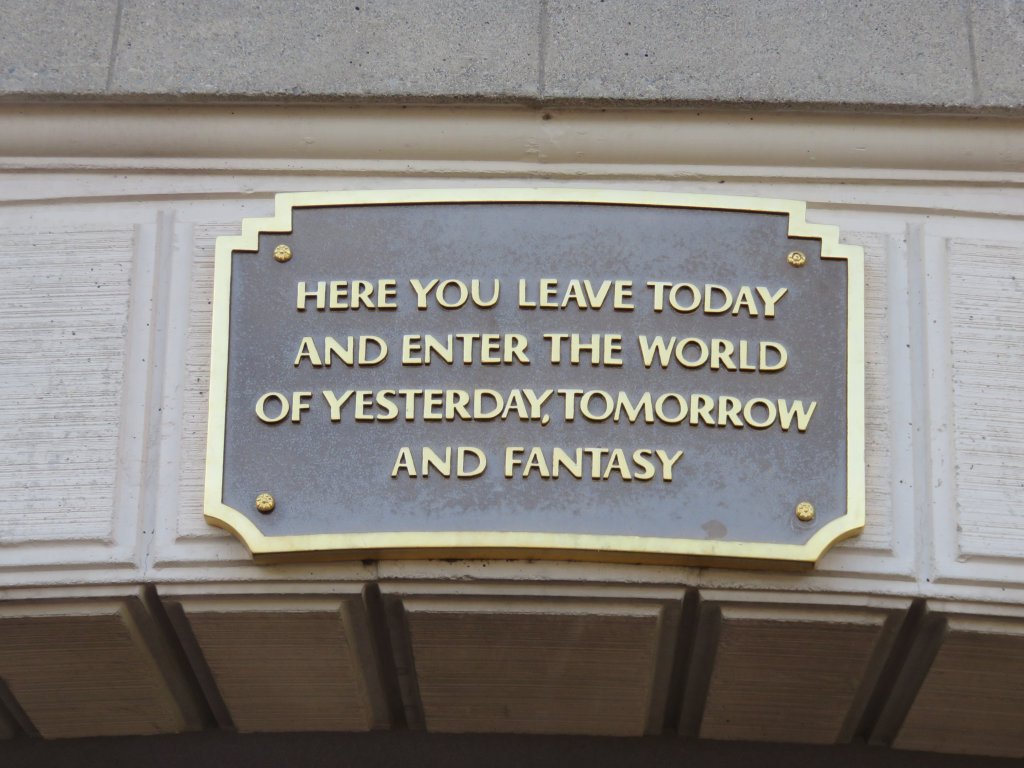 HERE YOU LEAVE TODAY
AND ENTER THE WORLD
OF YESTERDAY, TOMORROW
AND FANTASY